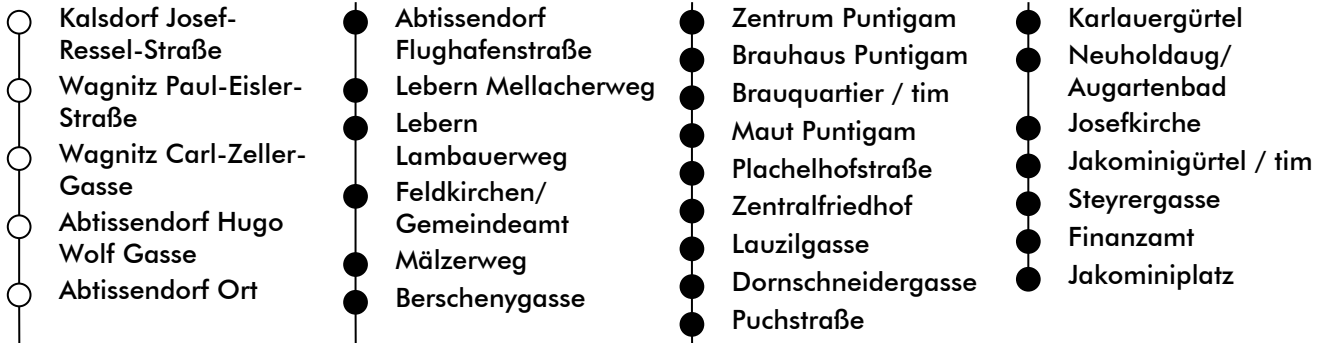 Kalsdorf Josef-
Ressel-Straße
Wagnitz Paul-Eisler-
Straße
Wagnitz Carl-Zeller-
Gasse
Abtissendorf Hugo
Wolf Gasse
Abtissendorf Ort
Abtissendorf
Flughafenstraße
Lebern Mellacherweg
Lebern
Lambauerweg
Feldkirchen/
Gemeindeamt
Mälzerweg
Berschenygasse
Zentrum Puntigam
Brauhaus Puntigam
Brauquartier / tim
Maut Puntigam
Plachelhofstraße
Zentralfriedhof
Lauzilgasse
Dornschneidergasse
Puchstraße
Karlauergürtel
Neuholdaug/
Augartenbad
Josefkirche
Jakominigürtel / tim
Steyrergasse
Finanzamt
Jakominiplatz